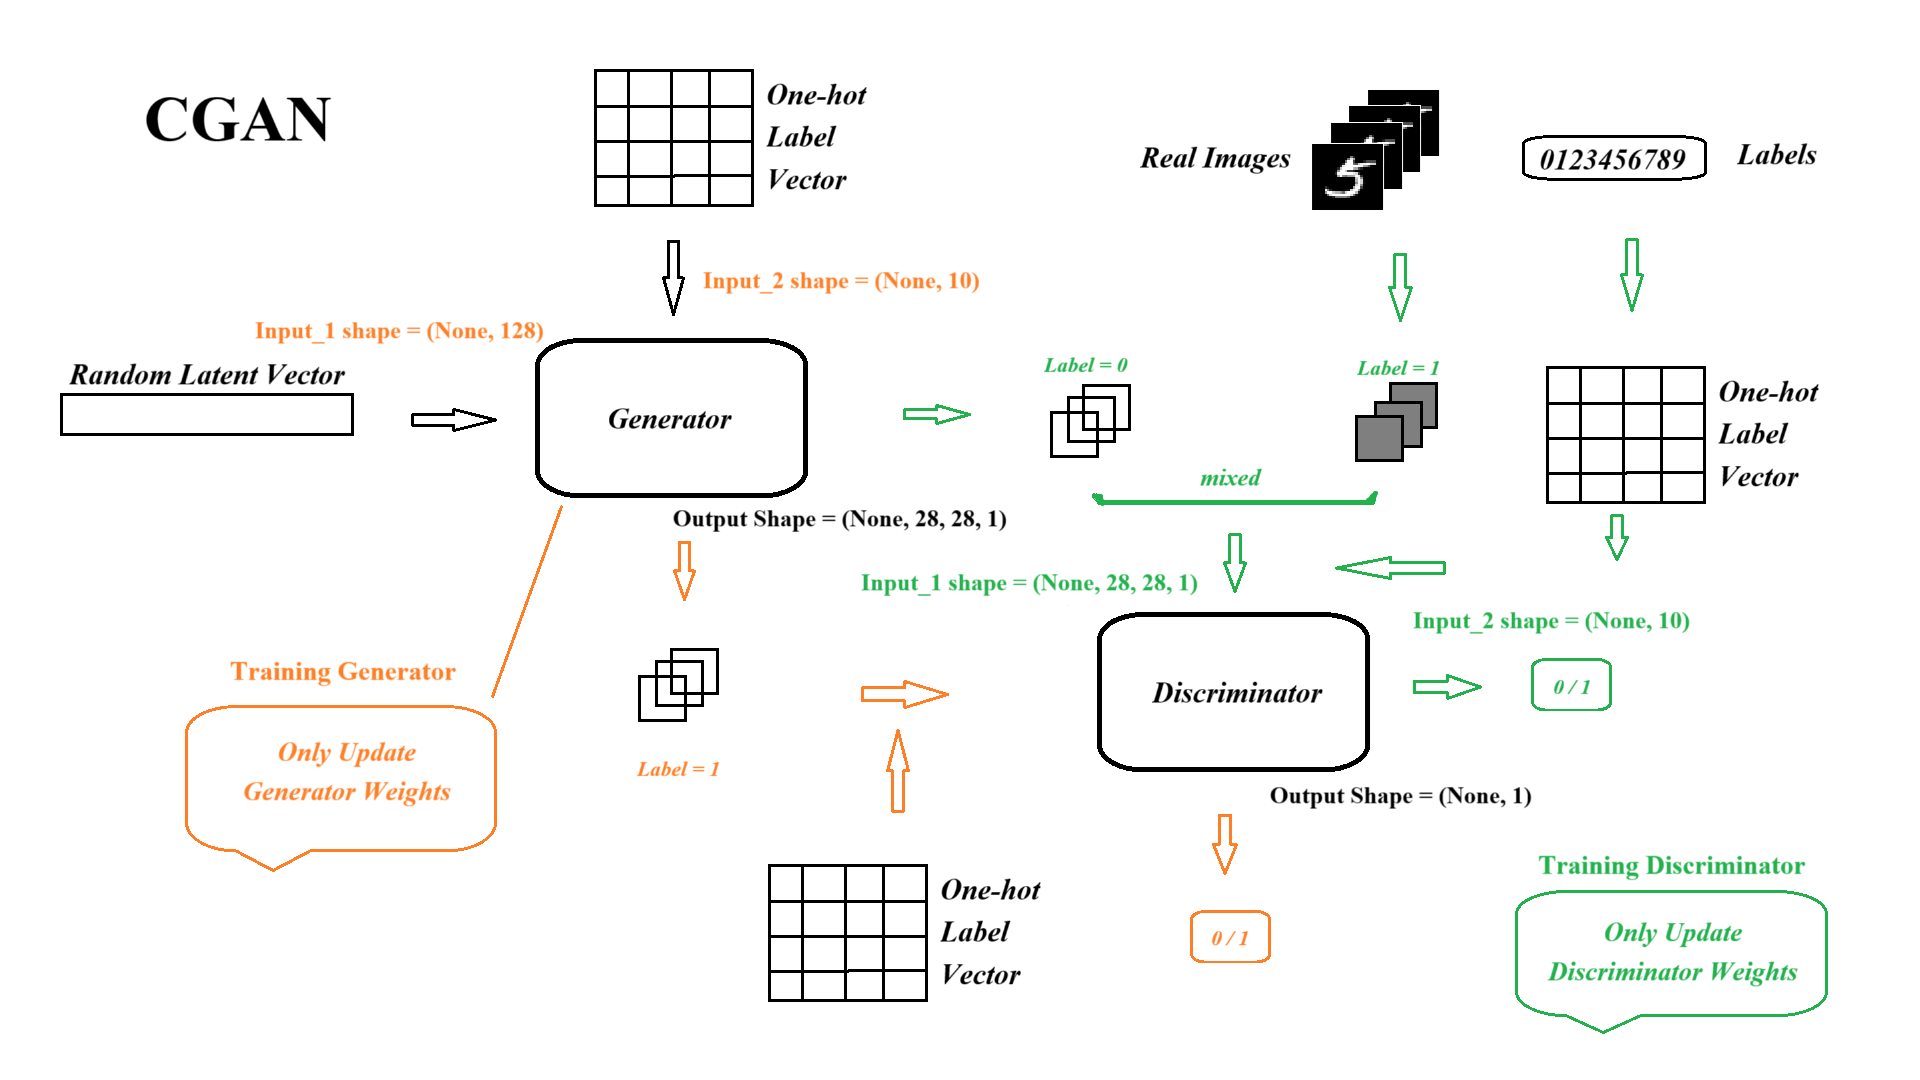 CGAN
One-hot
Label
Vector
Real Images
5
0123456789
Labels
Input_2 shape = (None, 10)
Input_1 shape = (None, 128)
Random Latent Vector
Generator
Label = 0
Label = 1
One-hot
Label
Vector
mixed
Output Shape = (None, 28, 28, 1)
Input_1 shape = (None, 28, 28, 1)
Input_2 shape = (None, 10)
Training Generator
Only Update
Generator Weights
Label = 1
Discriminator
0 / 1
Output Shape = (None, 1)
One-hot
Label
Vector
0 / 1
Training Discriminator
Only Update
Discriminator Weights